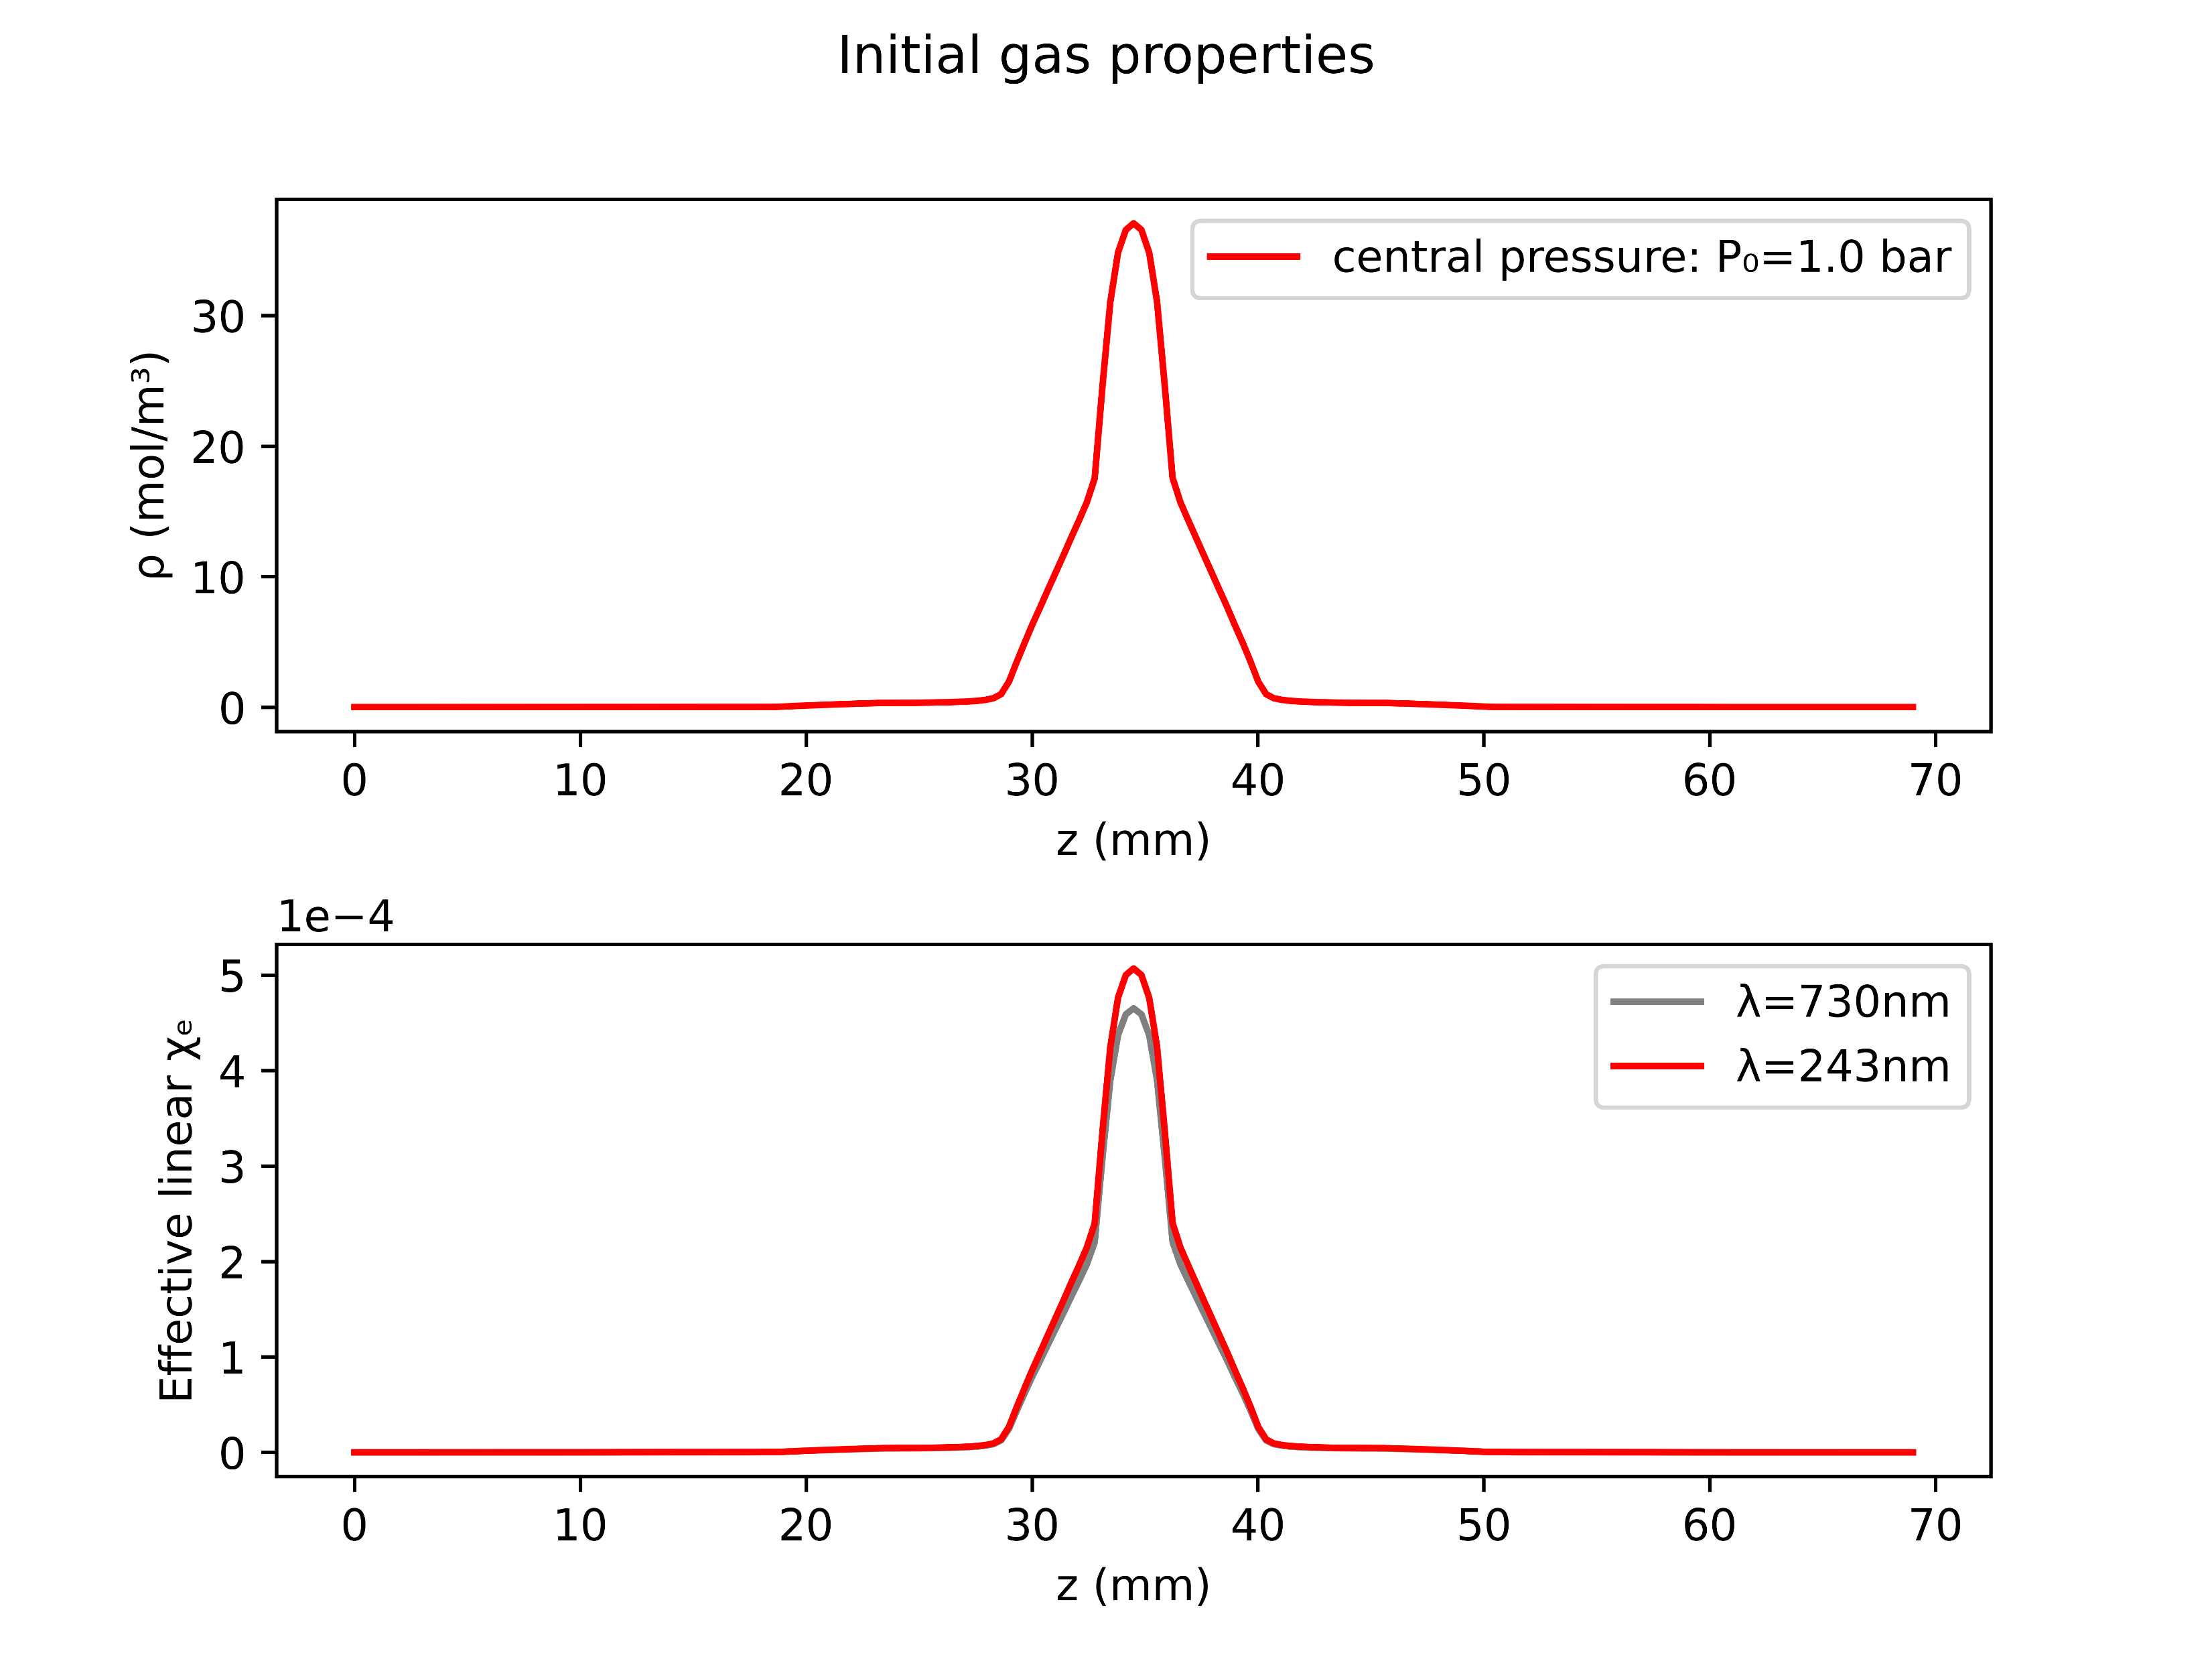 Initial gas properties
central pressure: P₀=1.0 bar
ρ (mol/m³)
30
20
10
0
0 10 20 30 40 50 60 70
z (mm)
1e−4
λ=730nm
λ=243nm
Effective linear χₑ
5
4
3
2
1
0
0 10 20 30 40 50 60 70
z (mm)